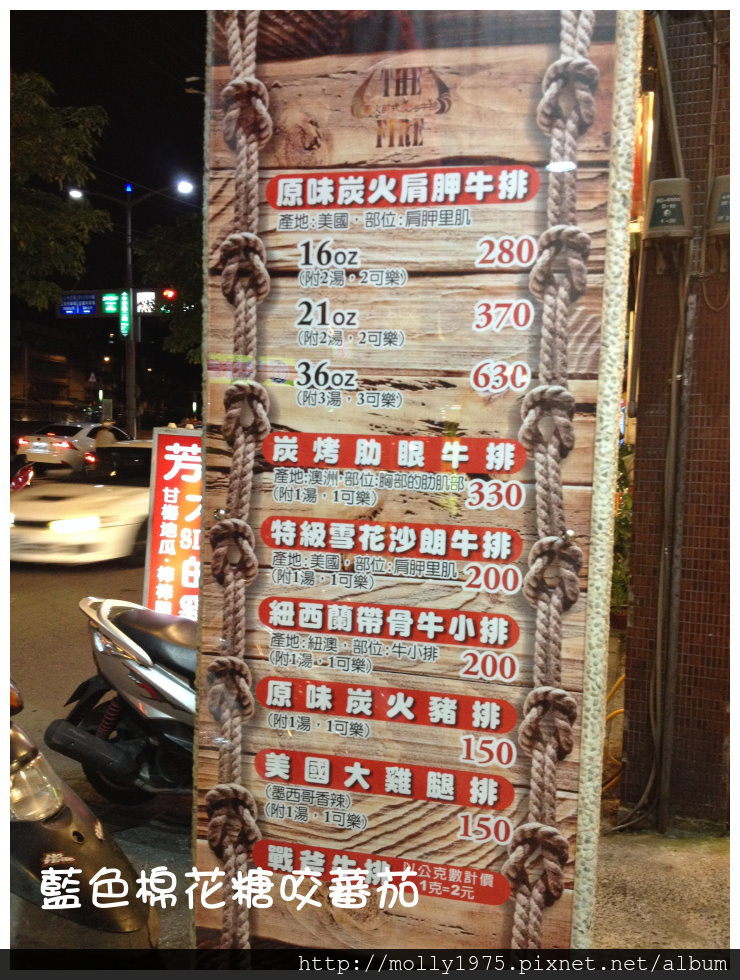 THE
FIRE
原味炭火肩胛牛排
產地:美國，部位:肩胛里肌
16oz 280
(附2湯，2可樂)
21oz 370
(附2湯，2可樂)
36oz 630
(附3湯，3可樂)
炭烤肋眼牛排
產地:澳洲，部位:胸部的肋肌部
(附1湯，1可樂) 330
特級雪花沙朗牛排
產地:美國，部位:肩胛里肌
(附1湯，1可樂) 200
紐西蘭帶骨牛小排
產地:紐澳，部位:牛小排
(附1湯，1可樂) 200
原味炭火豬排
(附1湯，1可樂)
150
美國大雞腿排
(墨西哥香辣)
(附1湯，1可樂) 150
戰斧牛排 以公克數計價
1克=2元
芳
甘梅地瓜
藍色棉花糖咬蕃茄
http://molly1975.pixnet.net/album